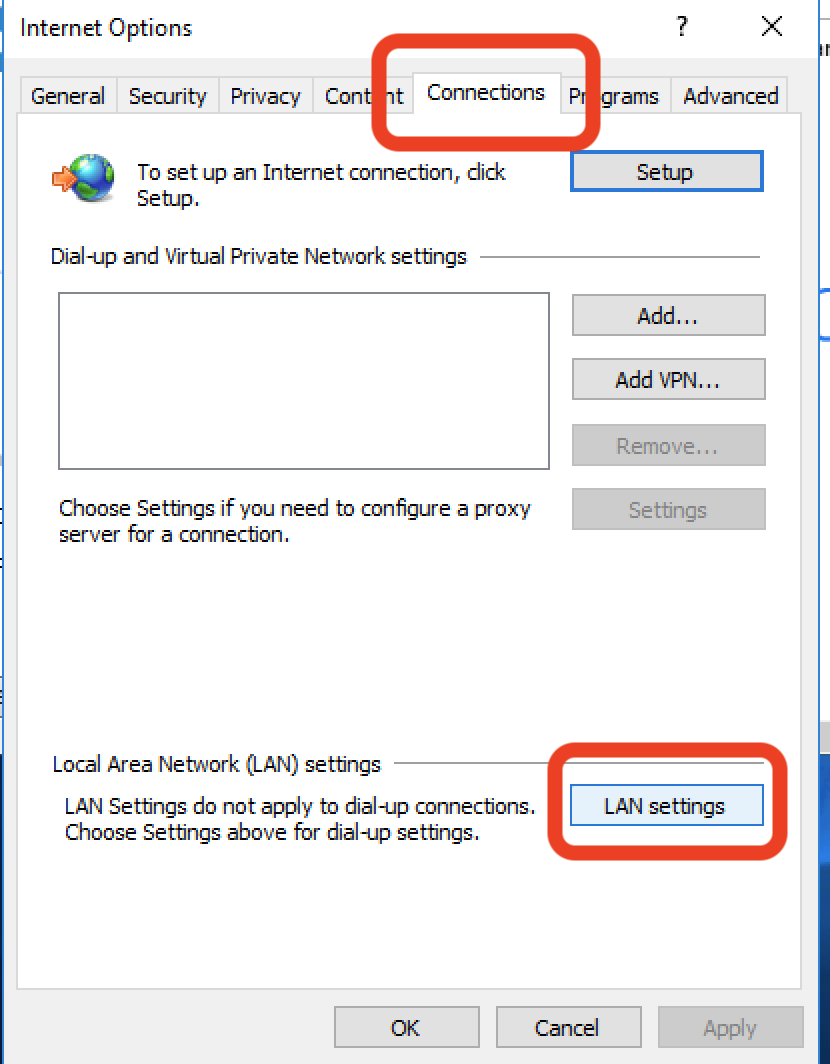 Internet Options
?
General Security Privacy Content Connections Programs Advanced
To set up an Internet connection, click
Setup.
Setup
Dial-up and Virtual Private Network settings
Add...
Add VPN...
Remove...
Choose Settings if you need to configure a proxy
server for a connection.
Settings
Local Area Network (LAN) settings
LAN Settings do not apply to dial-up connections.
Choose Settings above for dial-up settings.
LAN settings
OK Cancel Apply